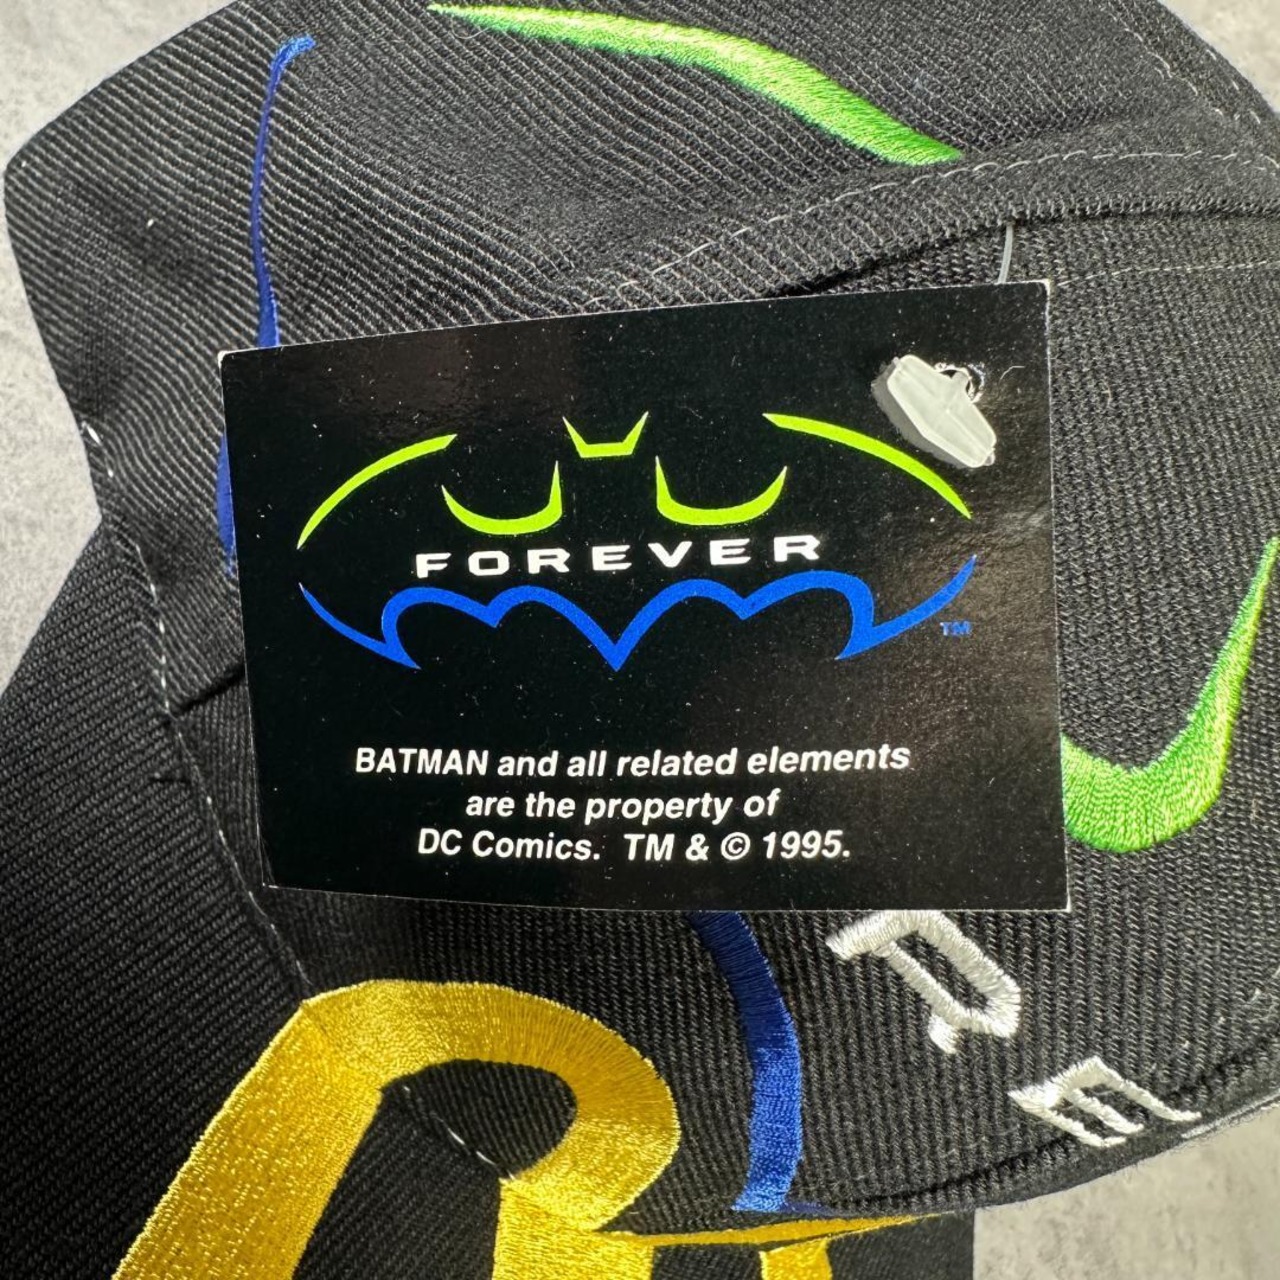 FOREVER
TM
BATMAN and all related elements
are the property of
DC Comics. TM & © 1995.
R
E